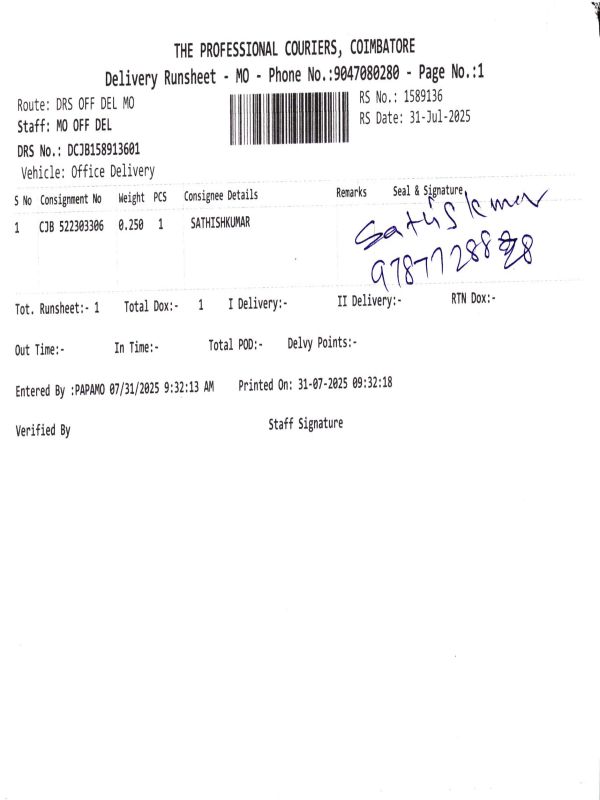 THE PROFESSIONAL COURIERS, COIMBATORE
Delivery Runsheet - MO - Phone No.:9047080280 - Page No.:1
Route: DRS OFF DEL MO RS No.: 1589136
Staff: MO OFF DEL RS Date: 31-Jul-2025
DRS No.: DCJB158913601
Vehicle: Office Delivery
S No Consignment No Weight PCS Consignee Details Remarks Seal & Signature
1 CJB 522303306 0.250 1 SATHISHKUMAR Sathis kumar
Tot. Runsheet:- 1 Total Dox:- 1 I Delivery:- II Delivery:- RTN Dox:-
Out Time:- In Time:- Total POD:- Delvy Points:-
Entered By :PAPAMO 07/31/2025 9:32:13 AM Printed On: 31-07-2025 09:32:18
Verified By Staff Signature